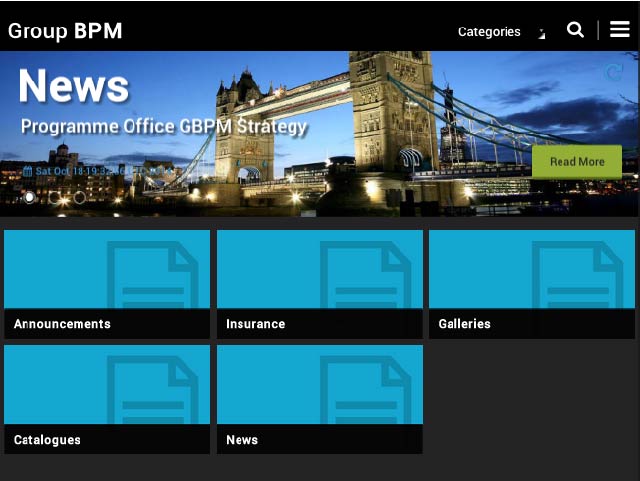 Group BPM
Categories
News
Programme Office GBPM Strategy
Sat Oct 18 19:32:
Read More
Announcements
Insurance
Galleries
Catalogues
News